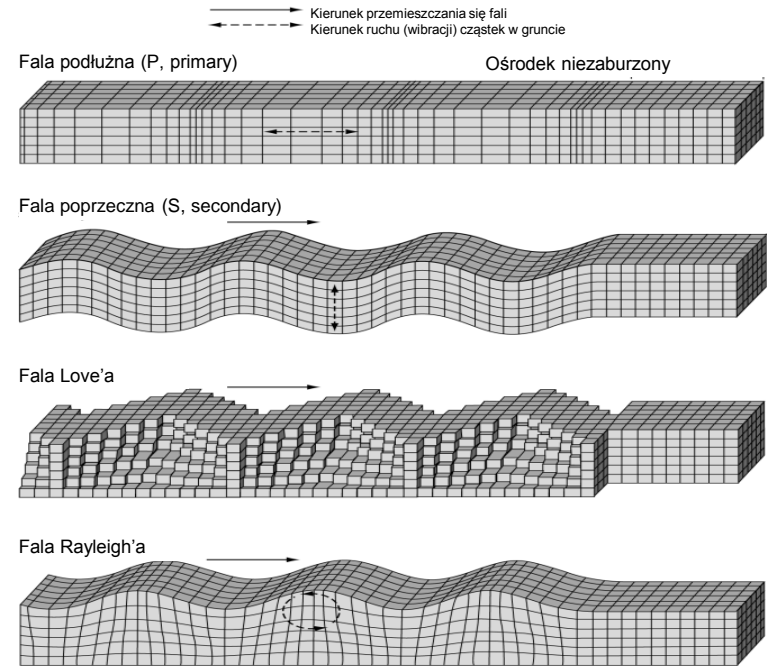 Kierunek przemieszczania się fali
Kierunek ruchu (wibracji) cząstek w gruncie
Fala podłużna (P, primary)
Ośrodek niezaburzony
Fala poprzeczna (S, secondary)
Fala Love’a
Fala Rayleigh’a